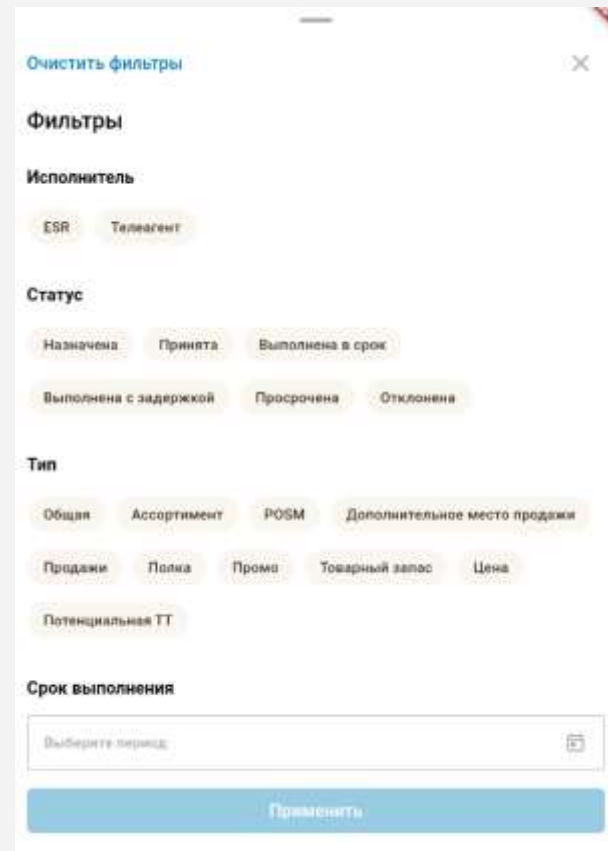 Очистить фильтры
Фильтры
Исполнитель
ESR Телеагент
Статус
Назначена Принята Выполнена в срок
Выполнена с задержкой Просрочена Отклонена
Тип
Общая Ассортимент POSM Дополнительное место продажи
Продажи Полка Промо Товарный запас Цена
Потенциальная ТТ
Срок выполнения
Выберите период
Применить